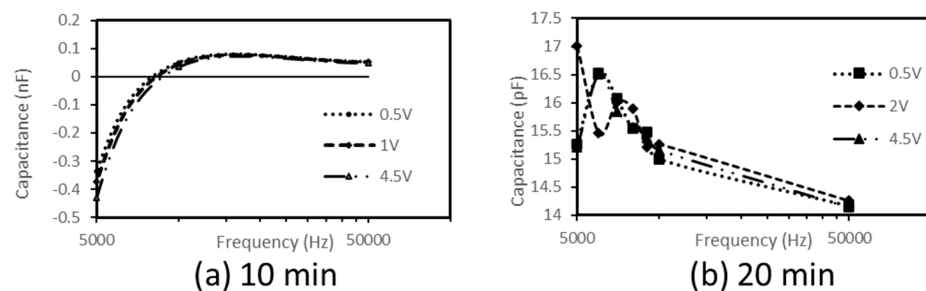 0.2
0.1
0
-0.1
-0.2
-0.3
-0.4
-0.5
Capacitance (nF)
0.5V
1V
4.5V
5000 Frequency (Hz) 50000
(a) 10 min
17.5
17
16.5
16
15.5
15
14.5
14
Capacitance (pF)
0.5V
2V
4.5V
5000 Frequency (Hz) 50000
(b) 20 min